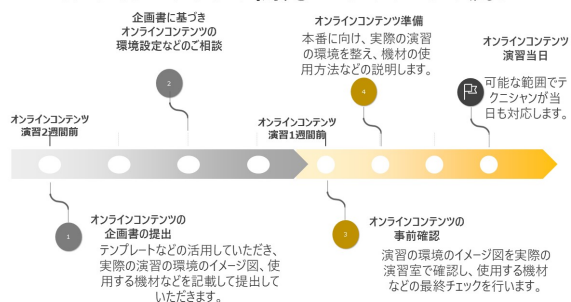 企画書に基づき
オンラインコンテンツの
環境設定などのご相談
2
オンラインコンテンツ準備
本番に向け、実際の演習
の環境を整え、機材の使
用方法などの説明します。
4
オンラインコンテンツ
演習当日
可能な範囲でテ
クニシャンが当
日も対応します。
オンラインコンテンツ
演習2週間前
オンラインコンテンツ
演習1週間前
1
オンラインコンテンツの
企画書の提出
テンプレートなどの活用していただき、
実際の演習の環境のイメージ図、使
用する機材などを記載して提出して
いただきます。
3
オンラインコンテンツの
事前確認
演習の環境のイメージ図を実際の
演習室で確認し、使用する機材
などの最終チェックを行います。